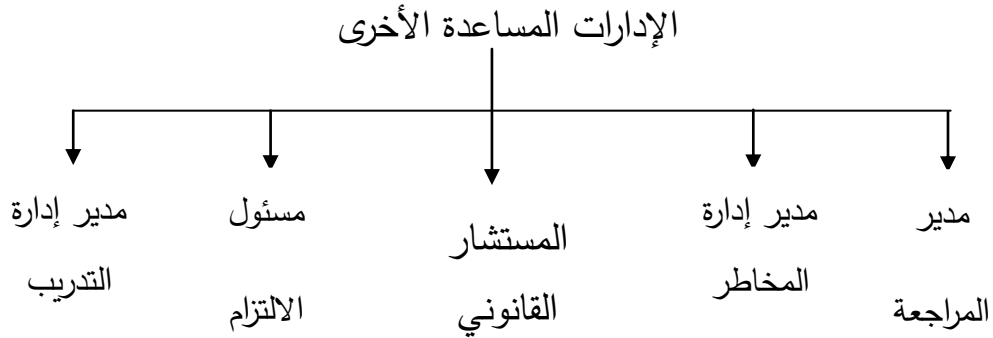 الإدارات المساعدة الأخرى
مدير
المراجعة
مدير إدارة
المخاطر
المستشار
القانوني
مسئول
الالتزام
مدير إدارة
التدريب